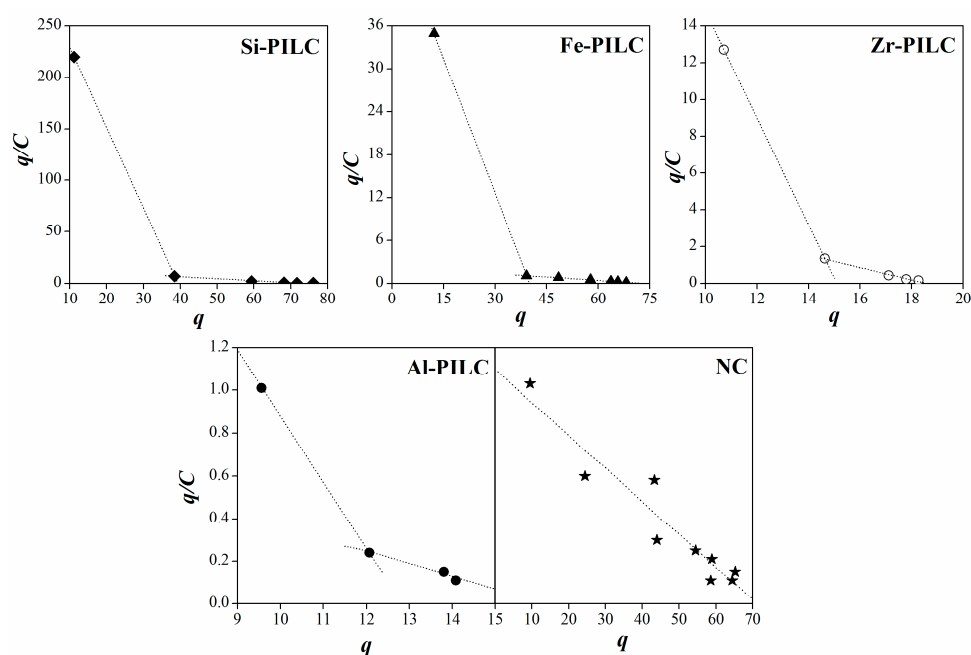 Si-PILC
250
200
150
100
50
0
q/C
10 20 30 40 50 60 70 80
q
Fe-PILC
36
30
24
18
12
6
0
q/C
0 15 30 45 60 75
q
Zr-PILC
14
12
10
8
6
4
2
0
q/C
10 12 14 16 18 20
q
Al-PILC
1.2
1.0
0.8
0.6
0.4
0.2
0.0
q/C
9 10 11 12 13 14 15
q
NC
10 20 30 40 50 60 70
q